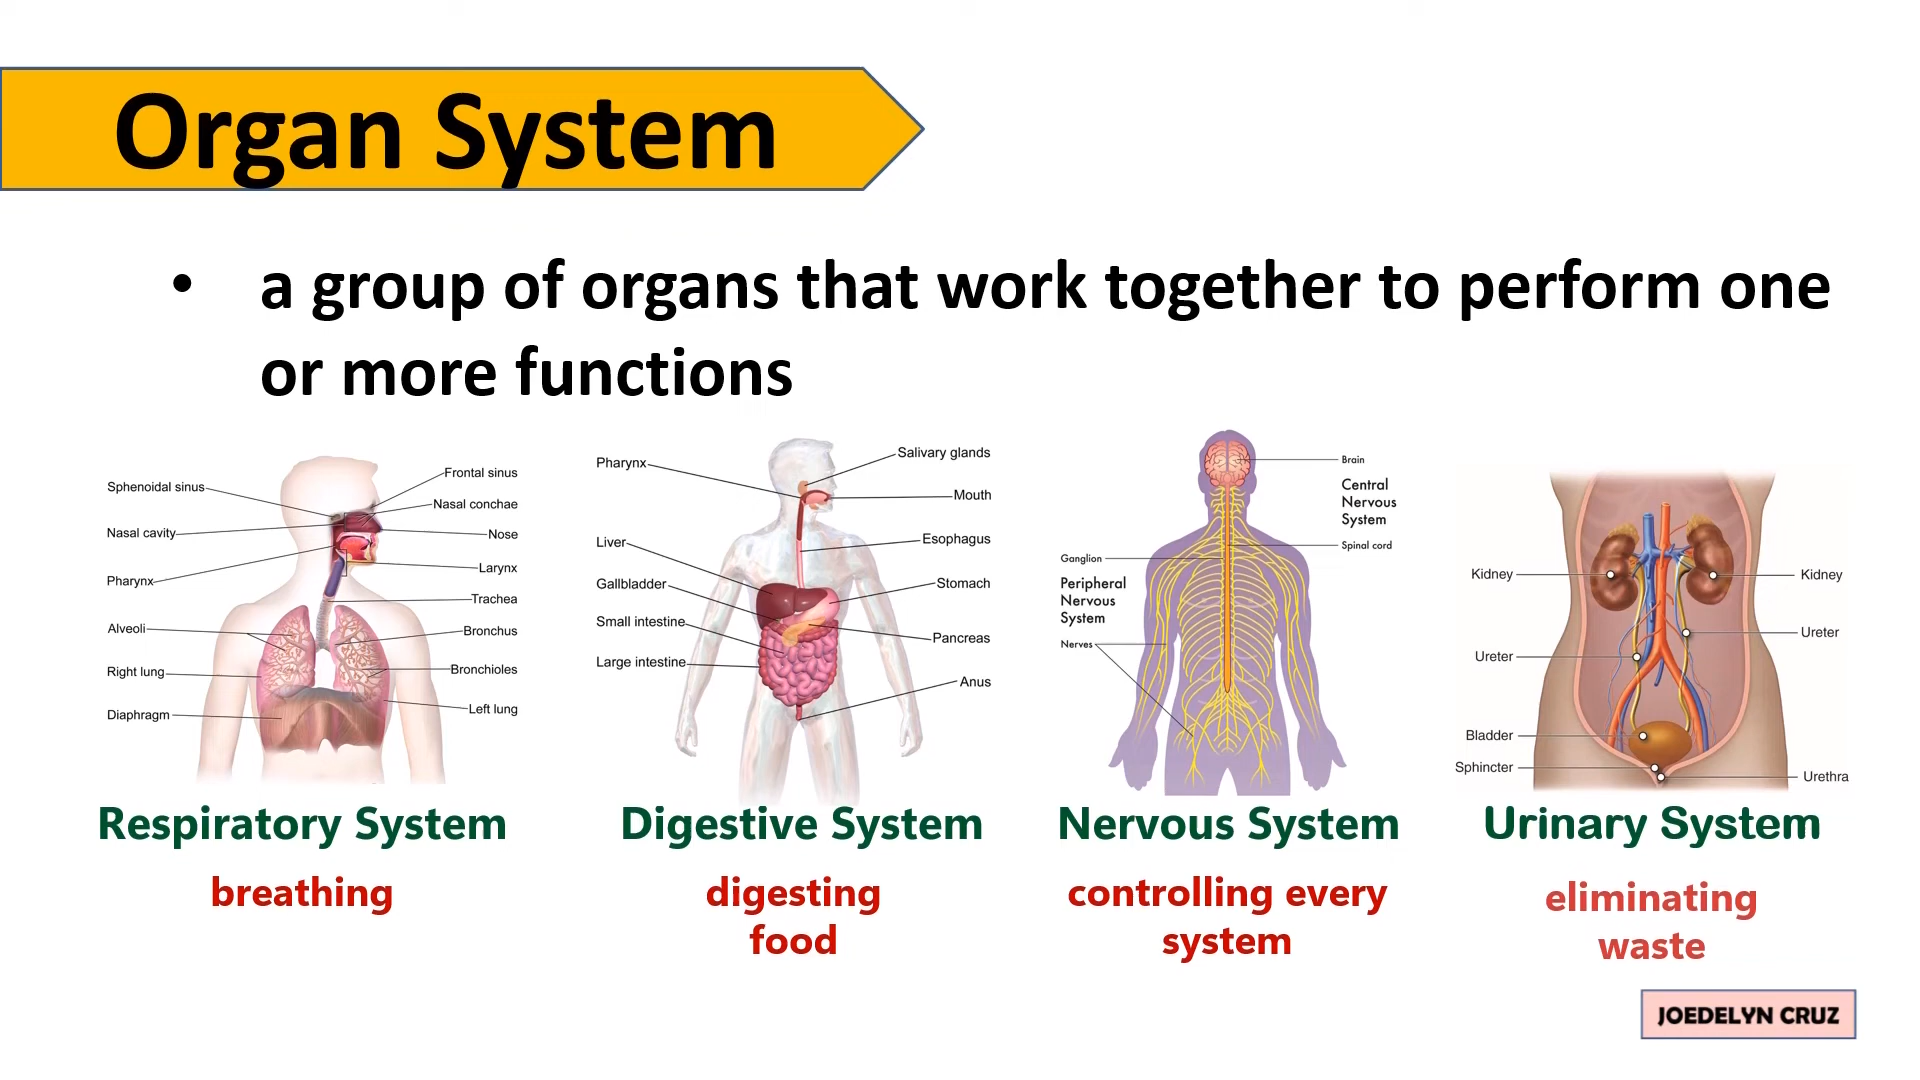 Organ System
• a group of organs that work together to perform one
or more functions
Sphenoidal sinus
Nasal cavity
Pharynx
Alveoli
Right lung
Diaphragm
Frontal sinus
Nasal conchae
Nose
Larynx
Trachea
Bronchus
Bronchioles
Left lung
Respiratory System
breathing
Pharynx
Liver
Gallbladder
Small intestine
Large intestine
Salivary glands
Mouth
Esophagus
Stomach
Pancreas
Anus
Digestive System
digesting
food
Brain
Central
Nervous
System
Spinal cord
Ganglion
Peripheral
Nervous
System
Nerves
Nervous System
controlling every
system
Kidney
Ureter
Bladder
Sphincter
Kidney
Ureter
Urethra
Urinary System
eliminating
waste
JOEDELYN CRUZ